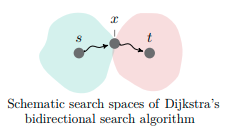 x
s
t
Schematic search spaces of Dijkstra's
bidirectional search algorithm